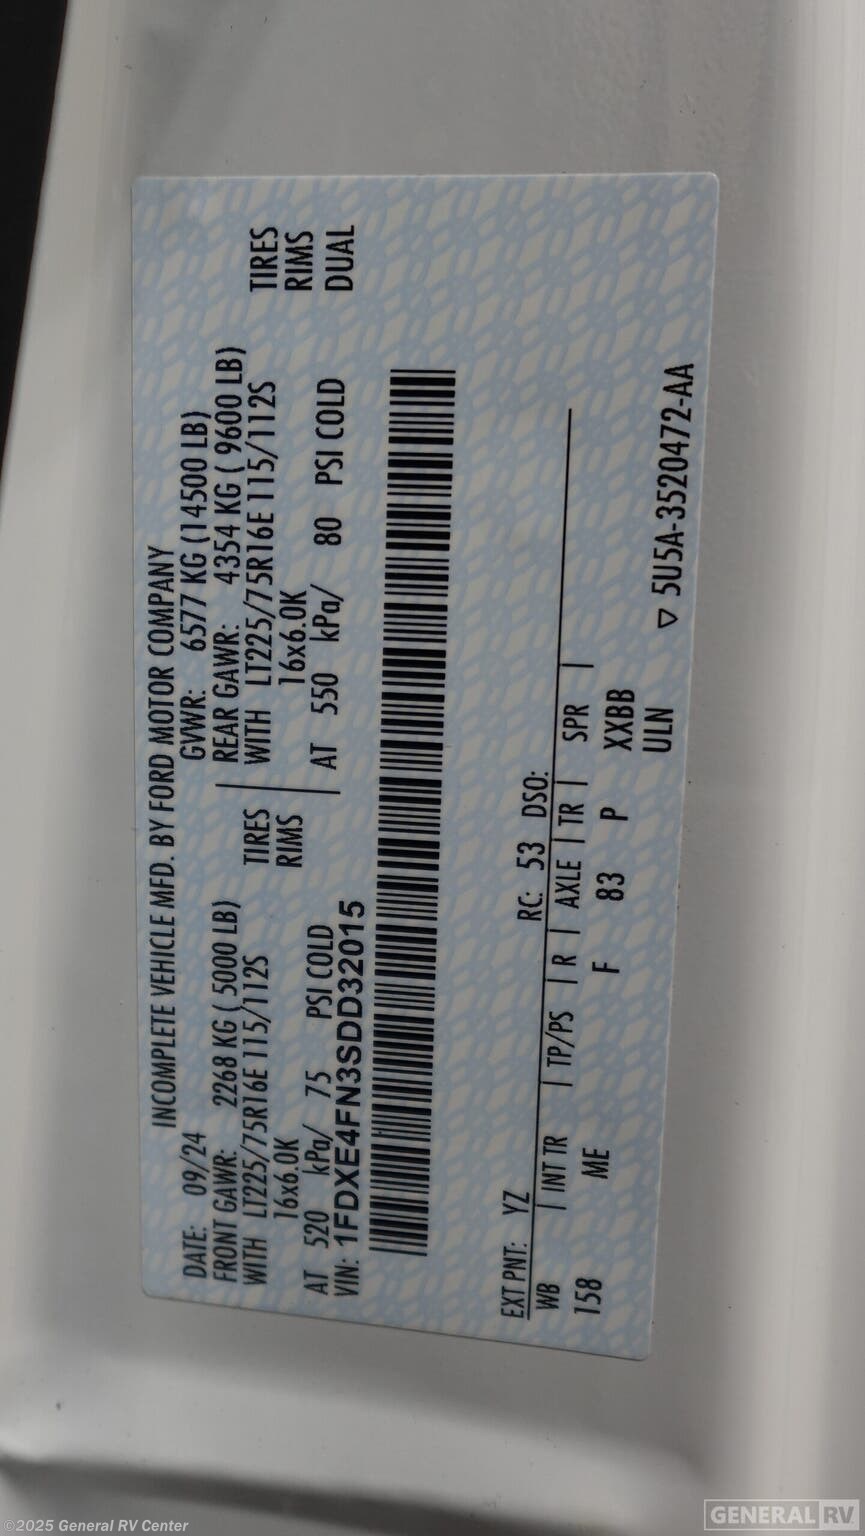 INCOMPLETE VEHICLE MFD. BY FORD MOTOR COMPANY
DATE: 09/24 GVWR: 6577 KG (14500 LB)
FRONT GAWR: 2268 KG ( 5000 LB) REAR GAWR: 4354 KG ( 9600 LB)
WITH LT225/75R16E 115/112S TIRES WITH LT225/75R16E 115/112S TIRES
16x6.0K RIMS 16x6.0K RIMS
AT 520 kPa/ 75 PSI COLD AT 550 kPa/ 80 PSI COLD DUAL
VIN: 1FDXE4FN3SDD32015
EXT PNT: YZ RC: 53 DSO:
WB | INT TR | TP/PS | R | AXLE | TR | SPR |
158 ME F 83 P XXBB
ULN
▽ 5U5A-3520472-AA
©2025 General RV Center
GENERAL RV